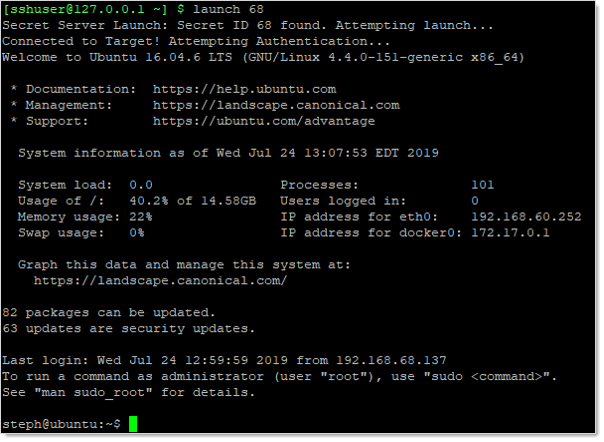 [sshuser@127.0.0.1 ~] $ launch 68
Secret Server Launch: Secret ID 68 found. Attempting launch...
Connected to Target! Attempting Authentication...
Welcome to Ubuntu 16.04.6 LTS (GNU/Linux 4.4.0-151-generic x86_64)
* Documentation: https://help.ubuntu.com
* Management: https://landscape.canonical.com
* Support: https://ubuntu.com/advantage
System information as of Wed Jul 24 13:07:53 EDT 2019
System load: 0.0 Processes: 101
Usage of /: 40.2% of 14.58GB Users logged in: 0
Memory usage: 22% IP address for eth0: 192.168.60.252
Swap usage: 0% IP address for docker0: 172.17.0.1
Graph this data and manage this system at:
https://landscape.canonical.com/
82 packages can be updated.
63 updates are security updates.
Last login: Wed Jul 24 12:59:59 2019 from 192.168.68.137
To run a command as administrator (user "root"), use "sudo <command>".
See "man sudo_root" for details.
steph@ubuntu:~$